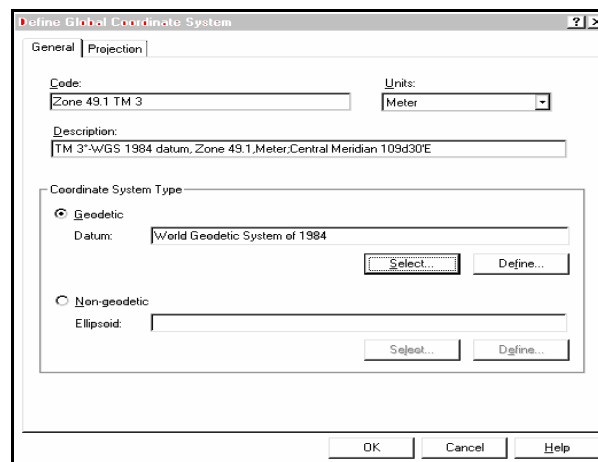 Define Global Coordinate System
General Projection
Code: Units:
Zone 49.1 TM 3 Meter
Description:
TM 3°-WGS 1984 datum, Zone 49.1,Meter;Central Meridian 109d30'E
Coordinate System Type
Geodetic
Datum: World Geodetic System of 1984
Select... Define...
Non-geodetic
Ellipsoid:
Select... Define...
OK Cancel Help